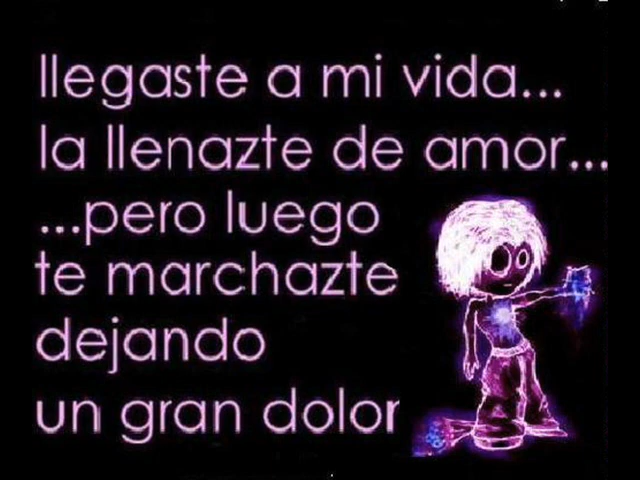 llegaste a mi vida...
la llenazte de amor...
...pero luego
te marchazte
dejando
un gran dolor